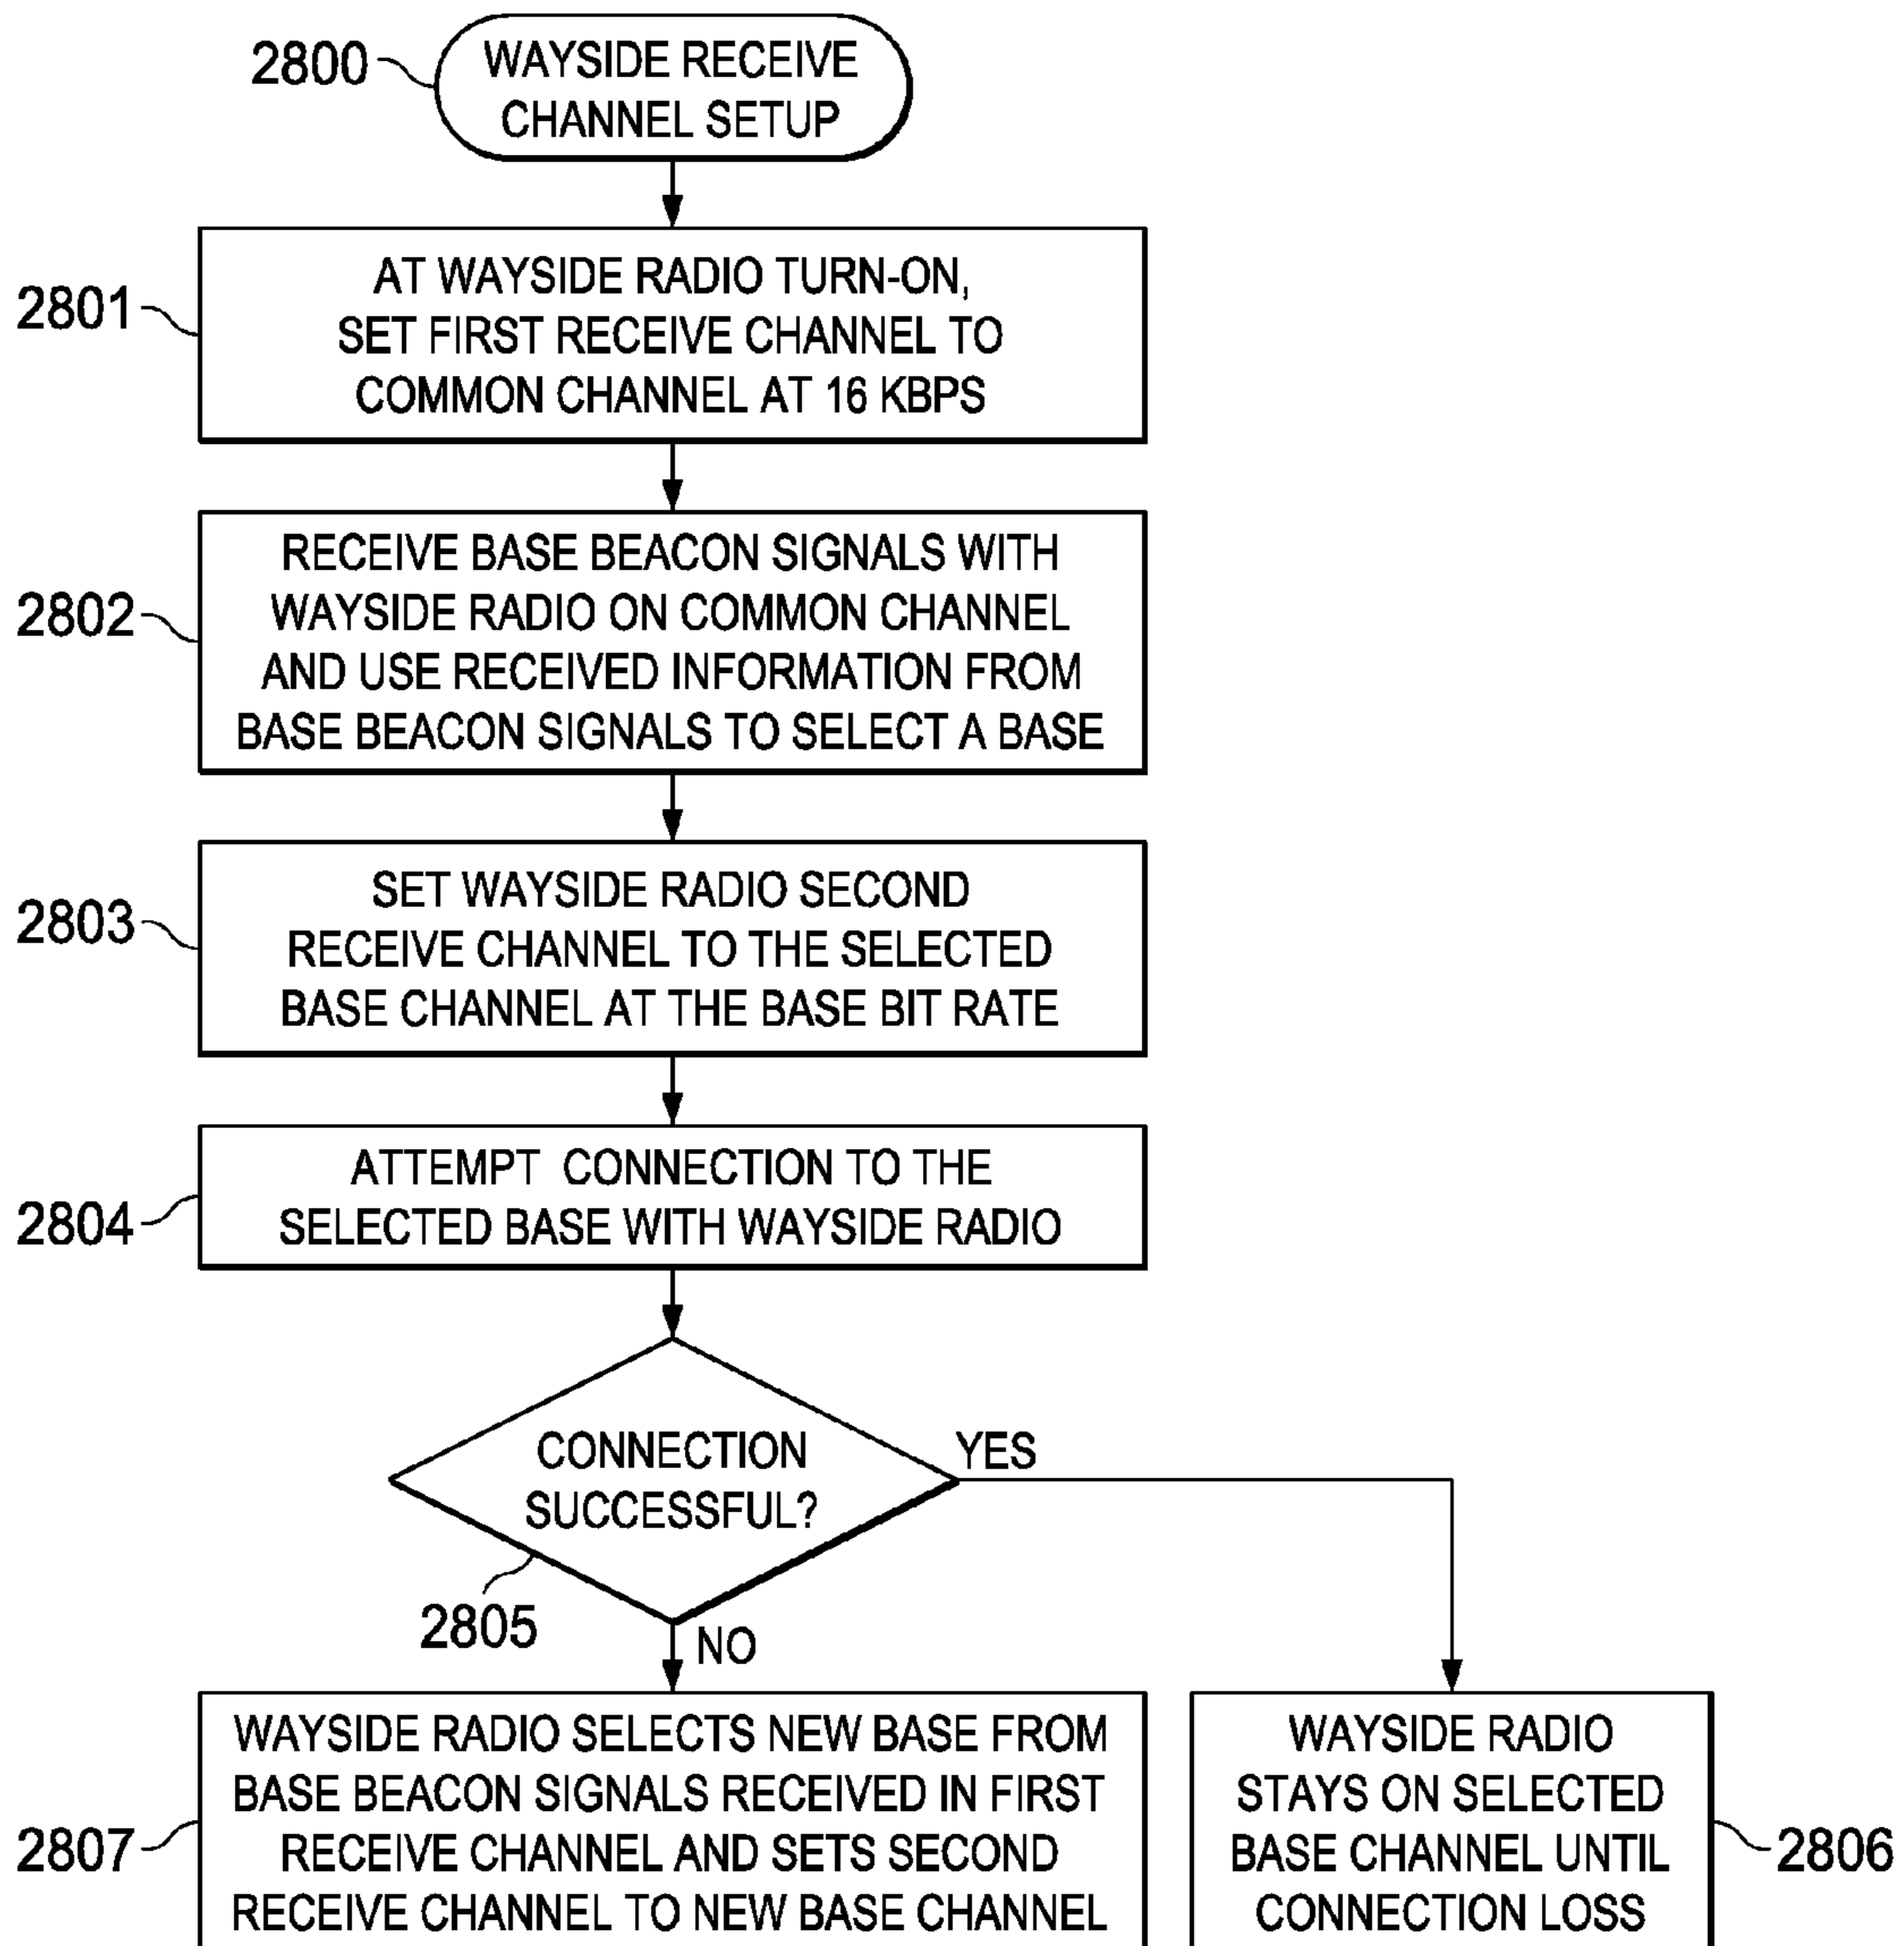 2800
WAYSIDE RECEIVE
CHANNEL SETUP
2801
AT WAYSIDE RADIO TURN-ON,
SET FIRST RECEIVE CHANNEL TO
COMMON CHANNEL AT 16 KBPS
2802
RECEIVE BASE BEACON SIGNALS WITH
WAYSIDE RADIO ON COMMON CHANNEL
AND USE RECEIVED INFORMATION FROM
BASE BEACON SIGNALS TO SELECT A BASE
2803
SET WAYSIDE RADIO SECOND
RECEIVE CHANNEL TO THE SELECTED
BASE CHANNEL AT THE BASE BIT RATE
2804
ATTEMPT CONNECTION TO THE
SELECTED BASE WITH WAYSIDE RADIO
CONNECTION
SUCCESSFUL?
YES
2805
NO
2807
WAYSIDE RADIO SELECTS NEW BASE FROM
BASE BEACON SIGNALS RECEIVED IN FIRST
RECEIVE CHANNEL AND SETS SECOND
RECEIVE CHANNEL TO NEW BASE CHANNEL
WAYSIDE RADIO
STAYS ON SELECTED
BASE CHANNEL UNTIL
CONNECTION LOSS
2806